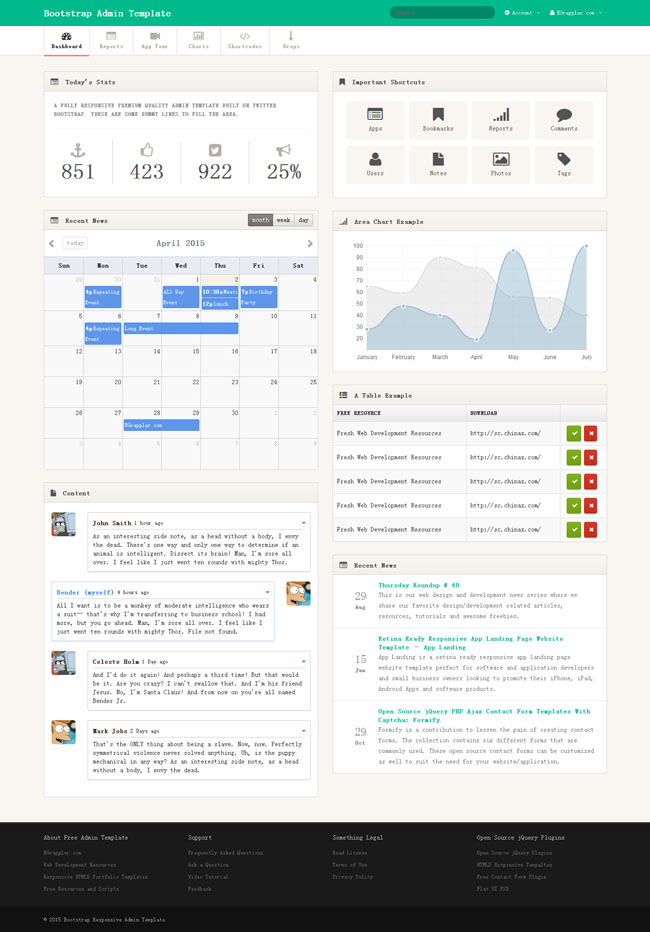 Bootstrap Admin Template
Search
Account
EGrappler.com
Dashboard
Reports
App Tour
Charts
Shortcodes
Drops
Today's Stats
A FULLY RESPONSIVE PREMIUM QUALITY ADMIN TEMPLATE BUILT ON TWITTER
BOOTSTRAP. THESE ARE SOME DUMMY LINES TO FILL THE AREA.
851
423
922
25%
Important Shortcuts
Apps
Bookmarks
Reports
Comments
Users
Notes
Photos
Tags
Recent News
month
week
day
today
April 2015
Sun Mon Tue Wed Thu Fri Sat
29 30 31 1 2 3 4
4p Repeating
Event
All Day
Event
10:30a Meeti
12p Lunch
7p Birthday
Party
5 6 7 8 9 10 11
4p Repeating
Event
Long Event
12 13 14 15 16 17 18
19 20 21 22 23 24 25
26 27 28 29 30 1 2
EGrappler.com
3 4 5 6 7 8 9
Area Chart Example
100
90
80
70
60
50
40
30
20
January February March April May June July
A Table Example
FREE RESOURCE DOWNLOAD
Fresh Web Development Resources http://sc.chinaz.com/
Fresh Web Development Resources http://sc.chinaz.com/
Fresh Web Development Resources http://sc.chinaz.com/
Fresh Web Development Resources http://sc.chinaz.com/
Fresh Web Development Resources http://sc.chinaz.com/
Content
John Smith 1 hour ago
As an interesting side note, as a head without a body, I envy
the dead. There's one way and only one way to determine if an
animal is intelligent. Dissect its brain! Man, I'm sore all
over. I feel like I just went ten rounds with mighty Thor.
Bender (myself) 4 hours ago
All I want is to be a monkey of moderate intelligence who wears
a suit— that's why I'm transferring to business school! I had
more, but you go ahead. Man, I'm sore all over. I feel like I
just went ten rounds with mighty Thor. File not found.
Celeste Holm 1 Day ago
And I'd do it again! And perhaps a third time! But that would
be it. Are you crazy? I can't swallow that. And I'm his friend
Jesus. No, I'm Santa Claus! And from now on you're all named
Bender Jr.
Mark Jobs 2 Days ago
That's the ONLY thing about being a slave. Now, now. Perfectly
symmetrical violence never solved anything. Uh, is the puppy
mechanical in any way? As an interesting side note, as a head
without a body, I envy the dead.
Recent News
29
Aug
Thursday Roundup # 40
This is our web design and development news series where we
share our favorite design/development related articles,
resources, tutorials and awesome freebies.
15
Jun
Retina Ready Responsive App Landing Page Website
Template – App Landing
App Landing is a retina ready responsive app landing page
website template perfect for software and application developers
and small business owners looking to promote their iPhone, iPad,
Android Apps and software products.
29
Oct
Open Source jQuery PHP Ajax Contact Form Templates With
Captcha: Formify
Formify is a contribution to lessen the pain of creating contact
forms. The collection contains six different forms that are
commonly used. These open source contact forms can be customized
as well to suit the need for your website/application.
About Free Admin Template
EGrappler.com
Web Development Resources
Responsive HTML5 Portfolio Templates
Free Resources and Scripts
Support
Frequently Asked Questions
Ask a Question
Video Tutorial
Feedback
Something Legal
Read License
Terms of Use
Privacy Policy
Open Source jQuery Plugins
Open Source jQuery Plugins
HTML5 Responsive Tempaltes
Free Contact Form Plugin
Flat UI PSD
© 2015 Bootstrap Responsive Admin Template.